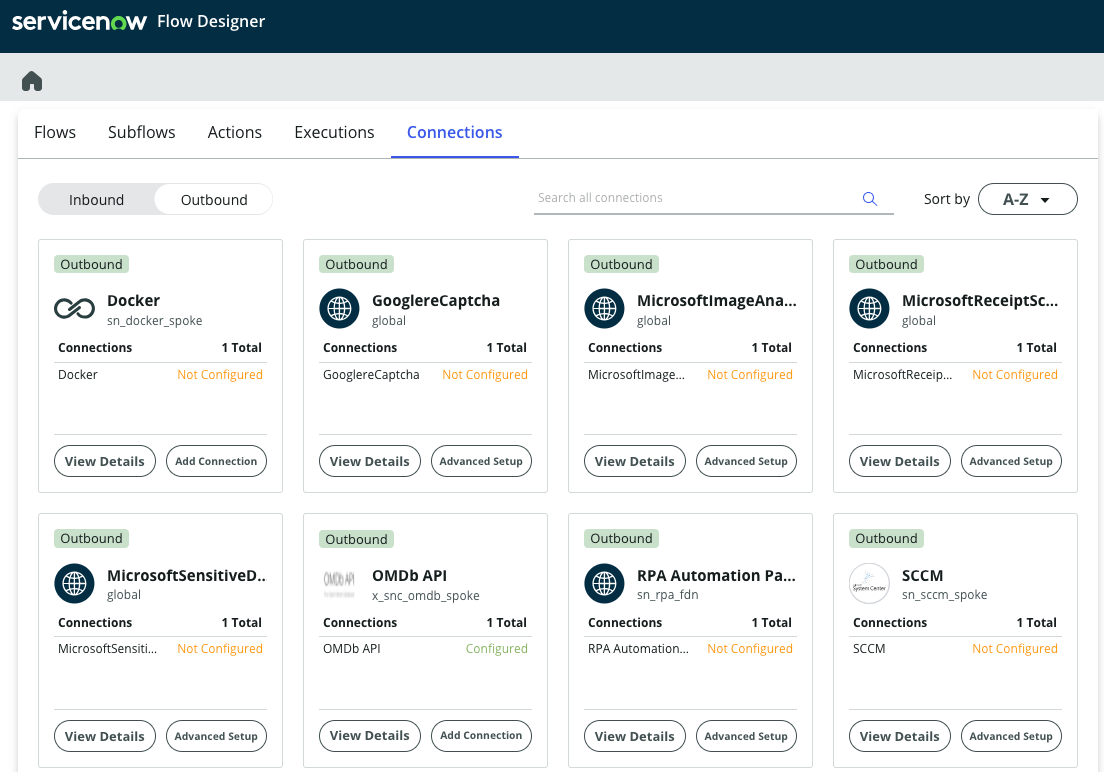 servicenow Flow Designer
Flows Subflows Actions Executions Connections
Inbound Outbound Search all connections Sort by A-Z
Outbound Outbound Outbound Outbound
Docker GooglereCaptcha MicrosoftImageAna... MicrosoftReceiptSc...
sn_docker_spoke global global global
Connections 1 Total Connections 1 Total Connections 1 Total Connections 1 Total
Docker Not Configured GooglereCaptcha Not Configured MicrosoftImage... Not Configured MicrosoftReceip... Not Configured
View Details Add Connection View Details Advanced Setup View Details Advanced Setup View Details Advanced Setup
Outbound Outbound Outbound Outbound
MicrosoftSensitiveD... OMDb API OMDb API RPA Automation Pa... System Center SCCM
global x_snc_omdb_spoke sn_rpa_fdn sn_sccm_spoke
Connections 1 Total Connections 1 Total Connections 1 Total Connections 1 Total
MicrosoftSensiti... Not Configured OMDb API Configured RPA Automation... Not Configured SCCM Not Configured
View Details Advanced Setup View Details Add Connection View Details Advanced Setup View Details Advanced Setup